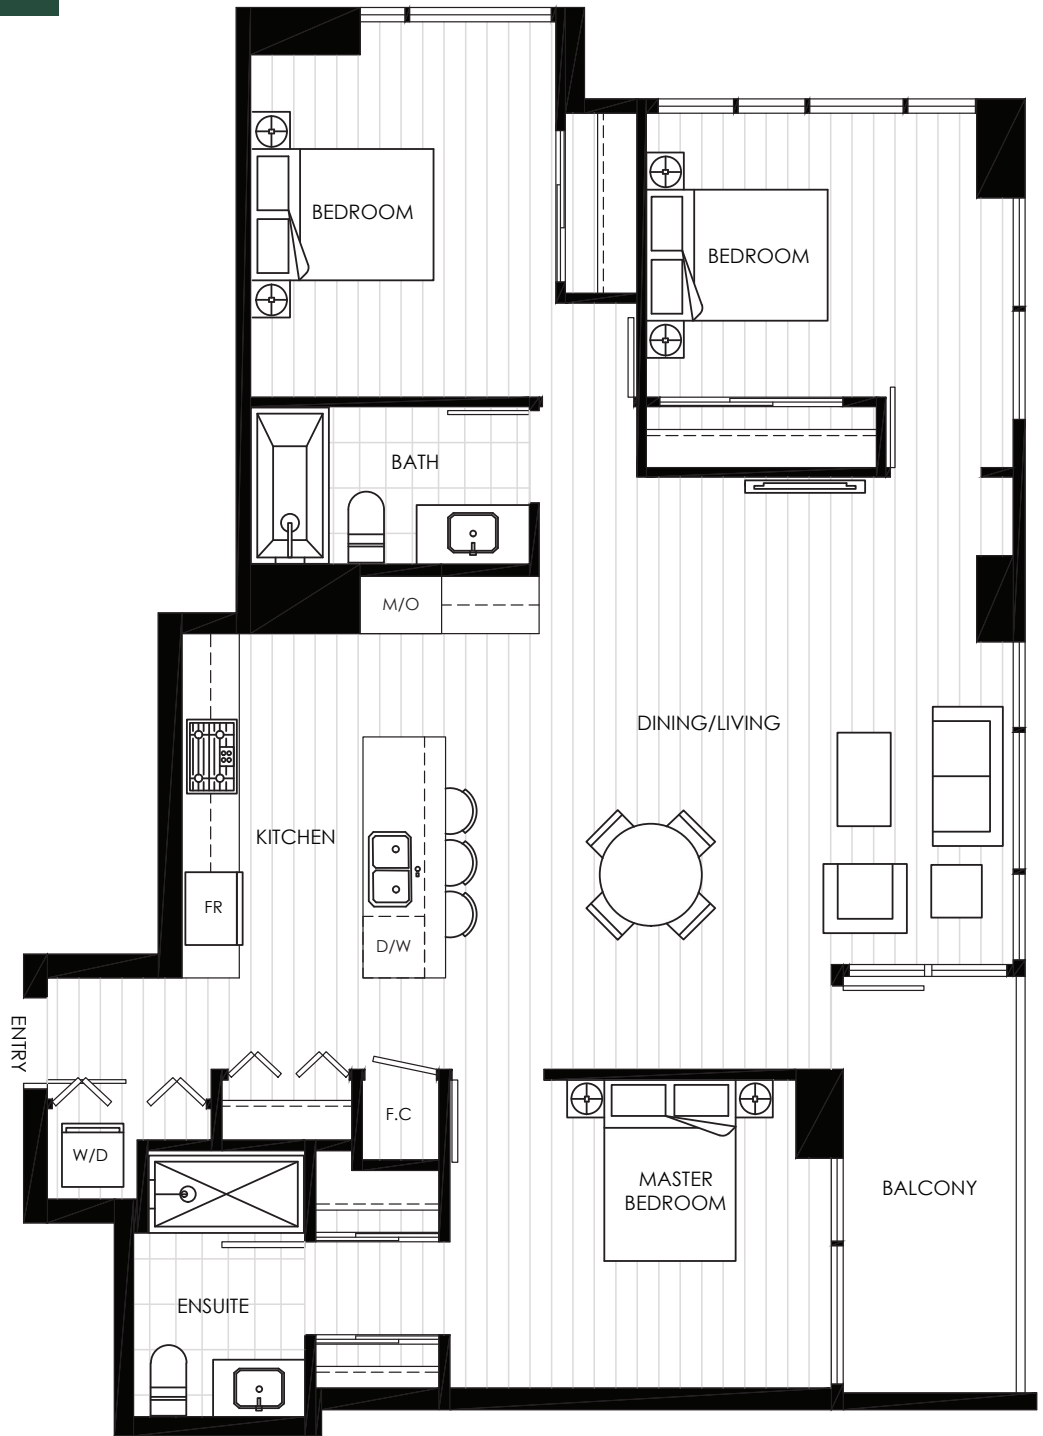 BEDROOM
BEDROOM
BATH
M/O
DINING/LIVING
KITCHEN
FR
D/W
ENTRY
F.C
W/D
MASTER
BEDROOM
BALCONY
ENSUITE